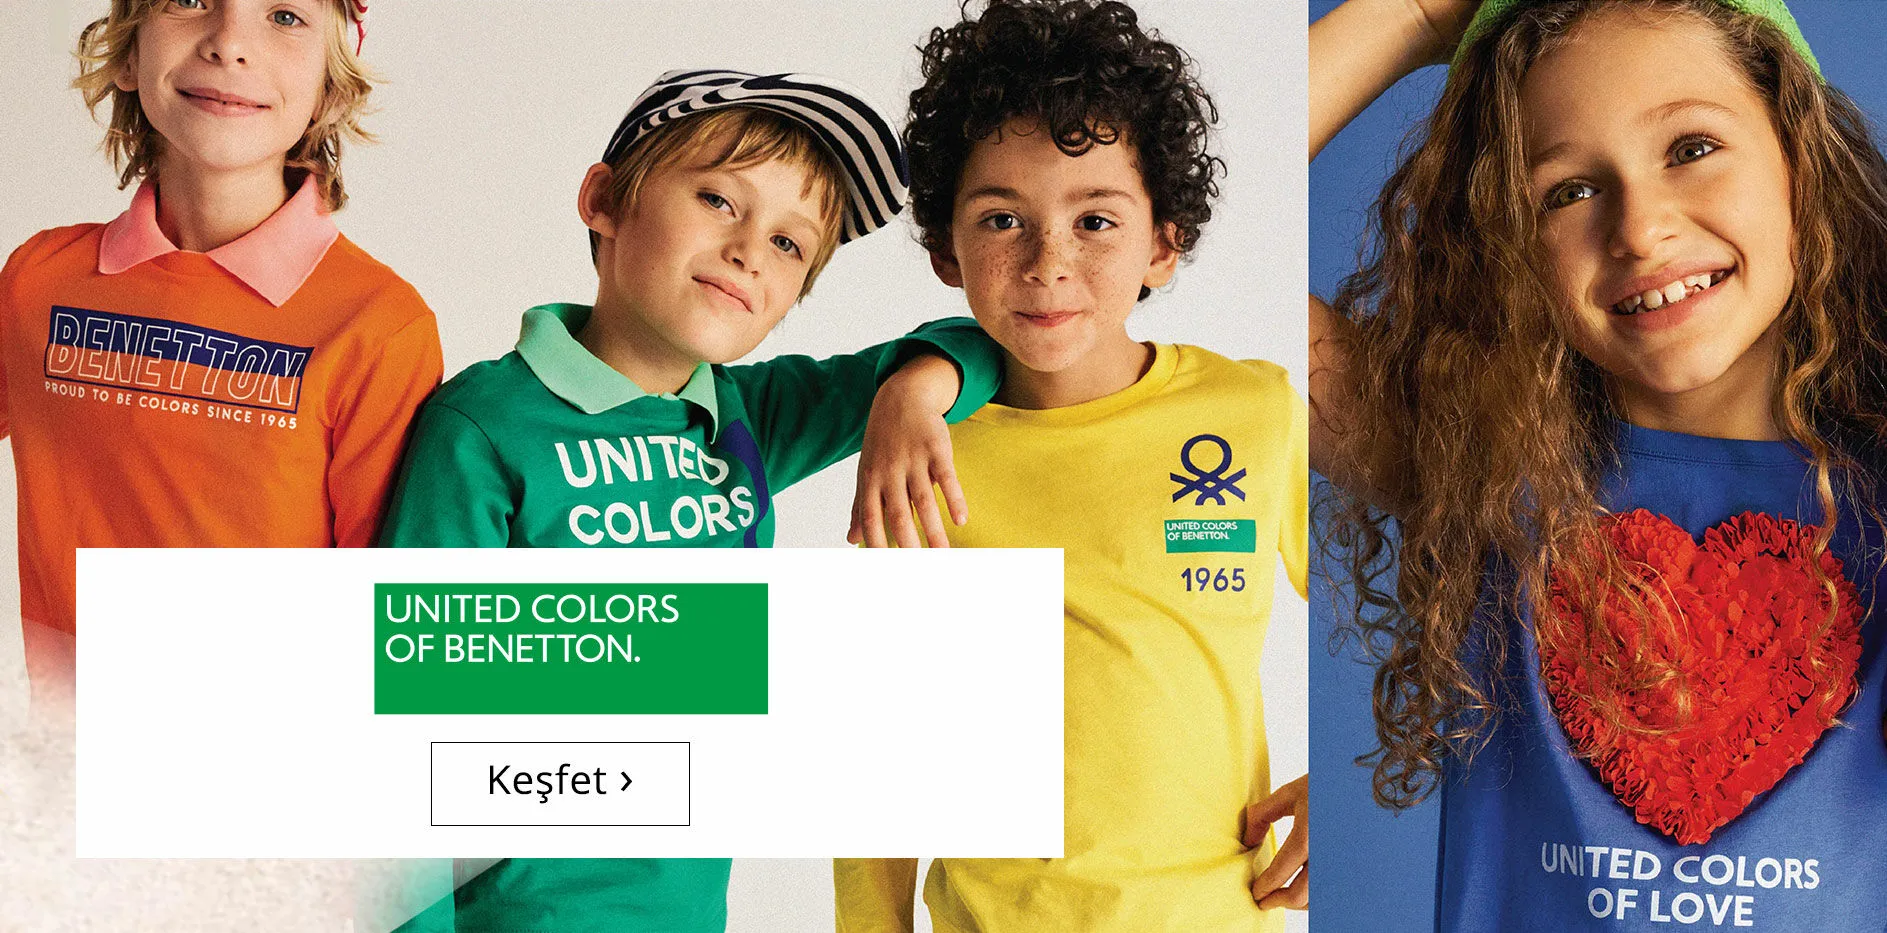 BENETTON
PROUD TO BE COLORS SINCE 1965
UNITED
COLORS
UNITED COLORS
OF BENETTON.
1965
UNITED COLORS
OF BENETTON.
Keşfet ›
UNITED COLORS
OF LOVE